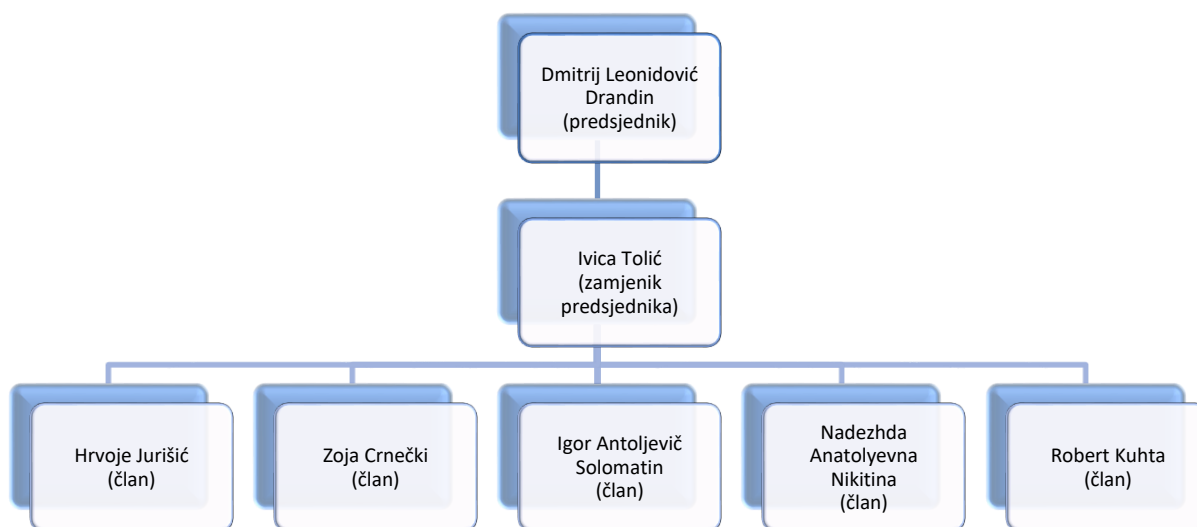 Dmitrij Leonidović
Drandin
(predsjednik)
Ivica Tolić
(zamjenik
predsjednika)
Hrvoje Jurišić
(član)
Zoja Crnečki
(član)
Igor Antoljevič
Solomatin
(član)
Nadezhda
Anatolyevna
Nikitina
(član)
Robert Kuhta
(član)